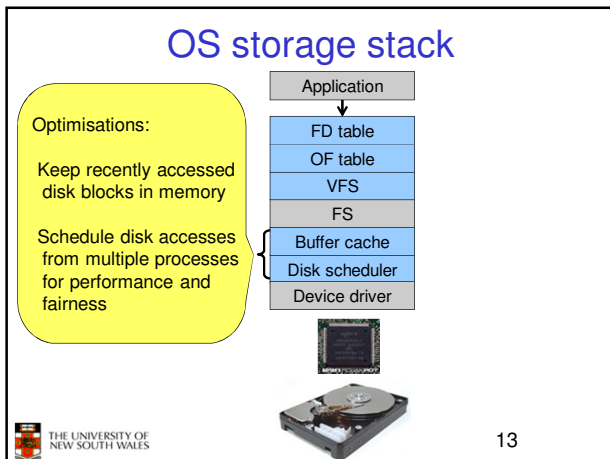 OS storage stack
Optimisations:
Keep recently accessed
disk blocks in memory
Schedule disk accesses
from multiple processes
for performance and
fairness
Application
FD table
OF table
VFS
FS
Buffer cache
Disk scheduler
Device driver
THE UNIVERSITY OF
NEW SOUTH WALES
13